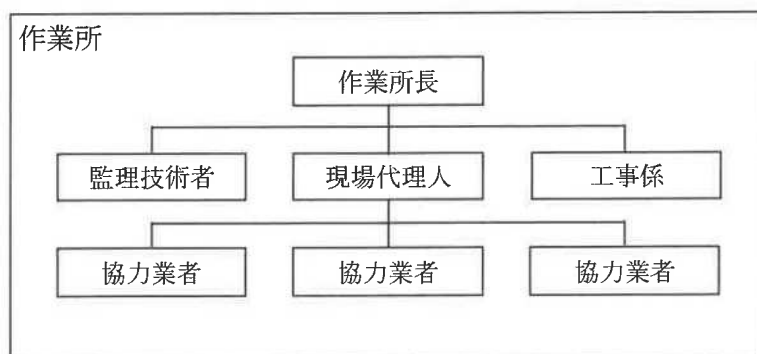 作業所
作業所長
監理技術者
現場代理人
工事係
協力業者
協力業者
協力業者